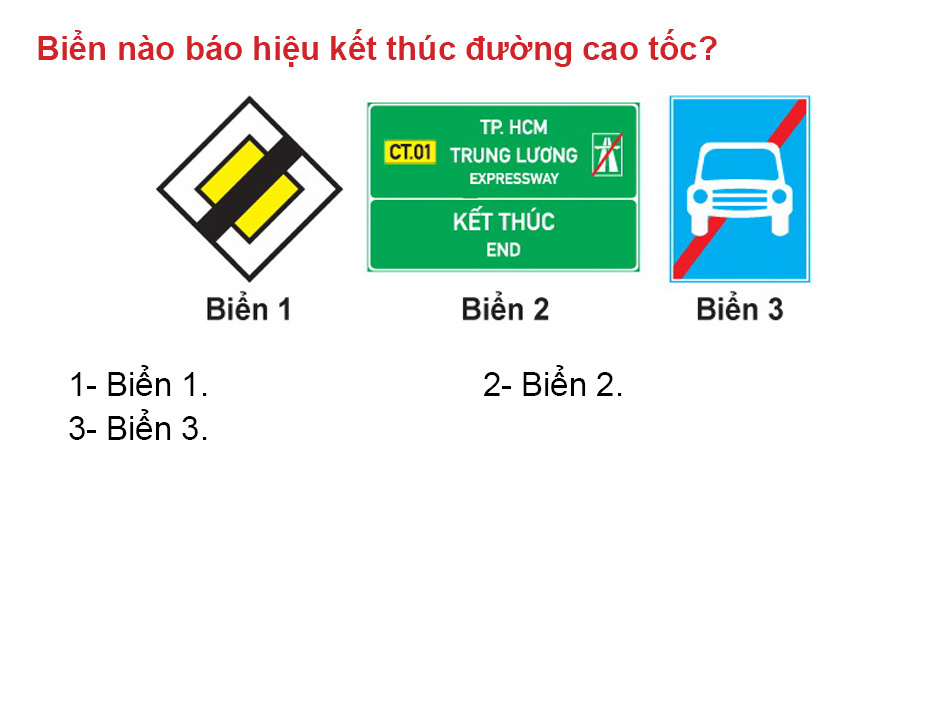 Biển nào báo hiệu kết thúc đường cao tốc?
TP. HCM
CT.01
TRUNG LƯƠNG
EXPRESSWAY
KẾT THÚC
END
Biển 1
Biển 2
Biển 3
1- Biển 1.
2- Biển 2.
3- Biển 3.